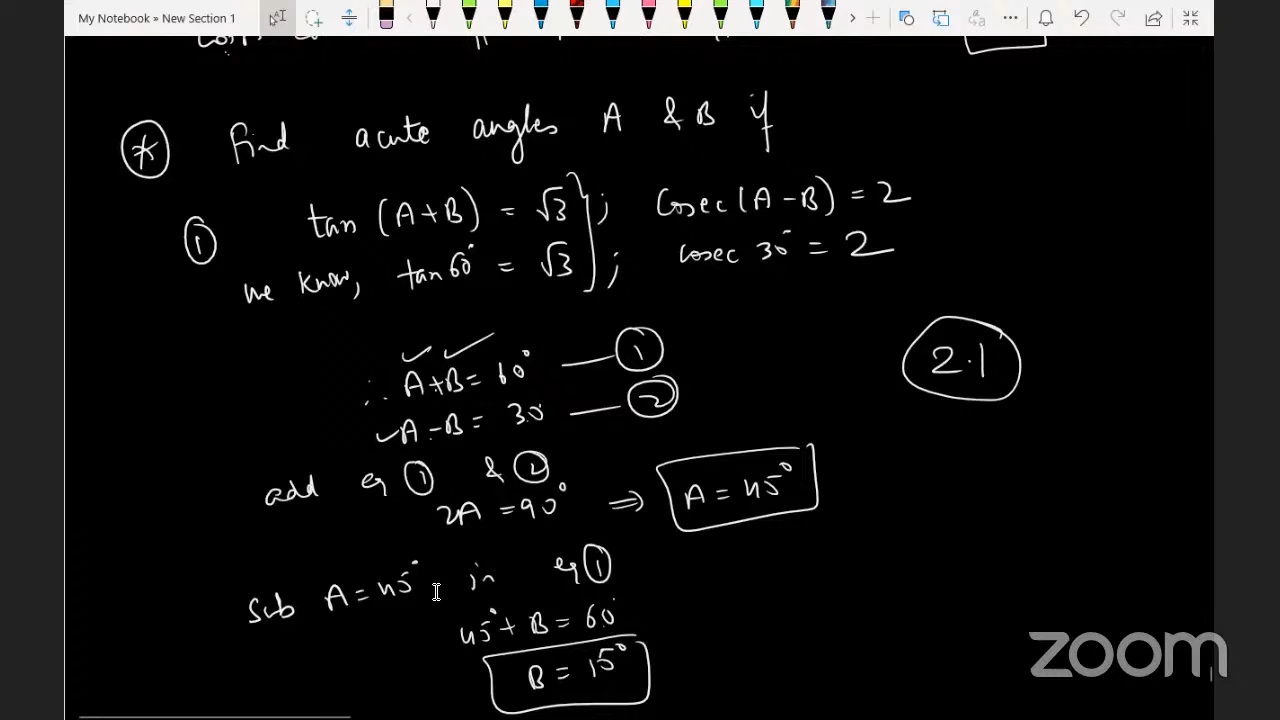 My Notebook » New Section 1
* Find acute angles A & B if
① tan (A+B) = √3 ; Cosec(A-B) = 2
we know, tan 60° = √3 ; cosec 30° = 2
∴ A+B = 60° — ①
A-B = 30 — ②
2.1
add eq ① & ②
2A = 90° ⇒ A = 45°
Sub A = 45° in eq ①
45° + B = 60°
B = 15°
zoom